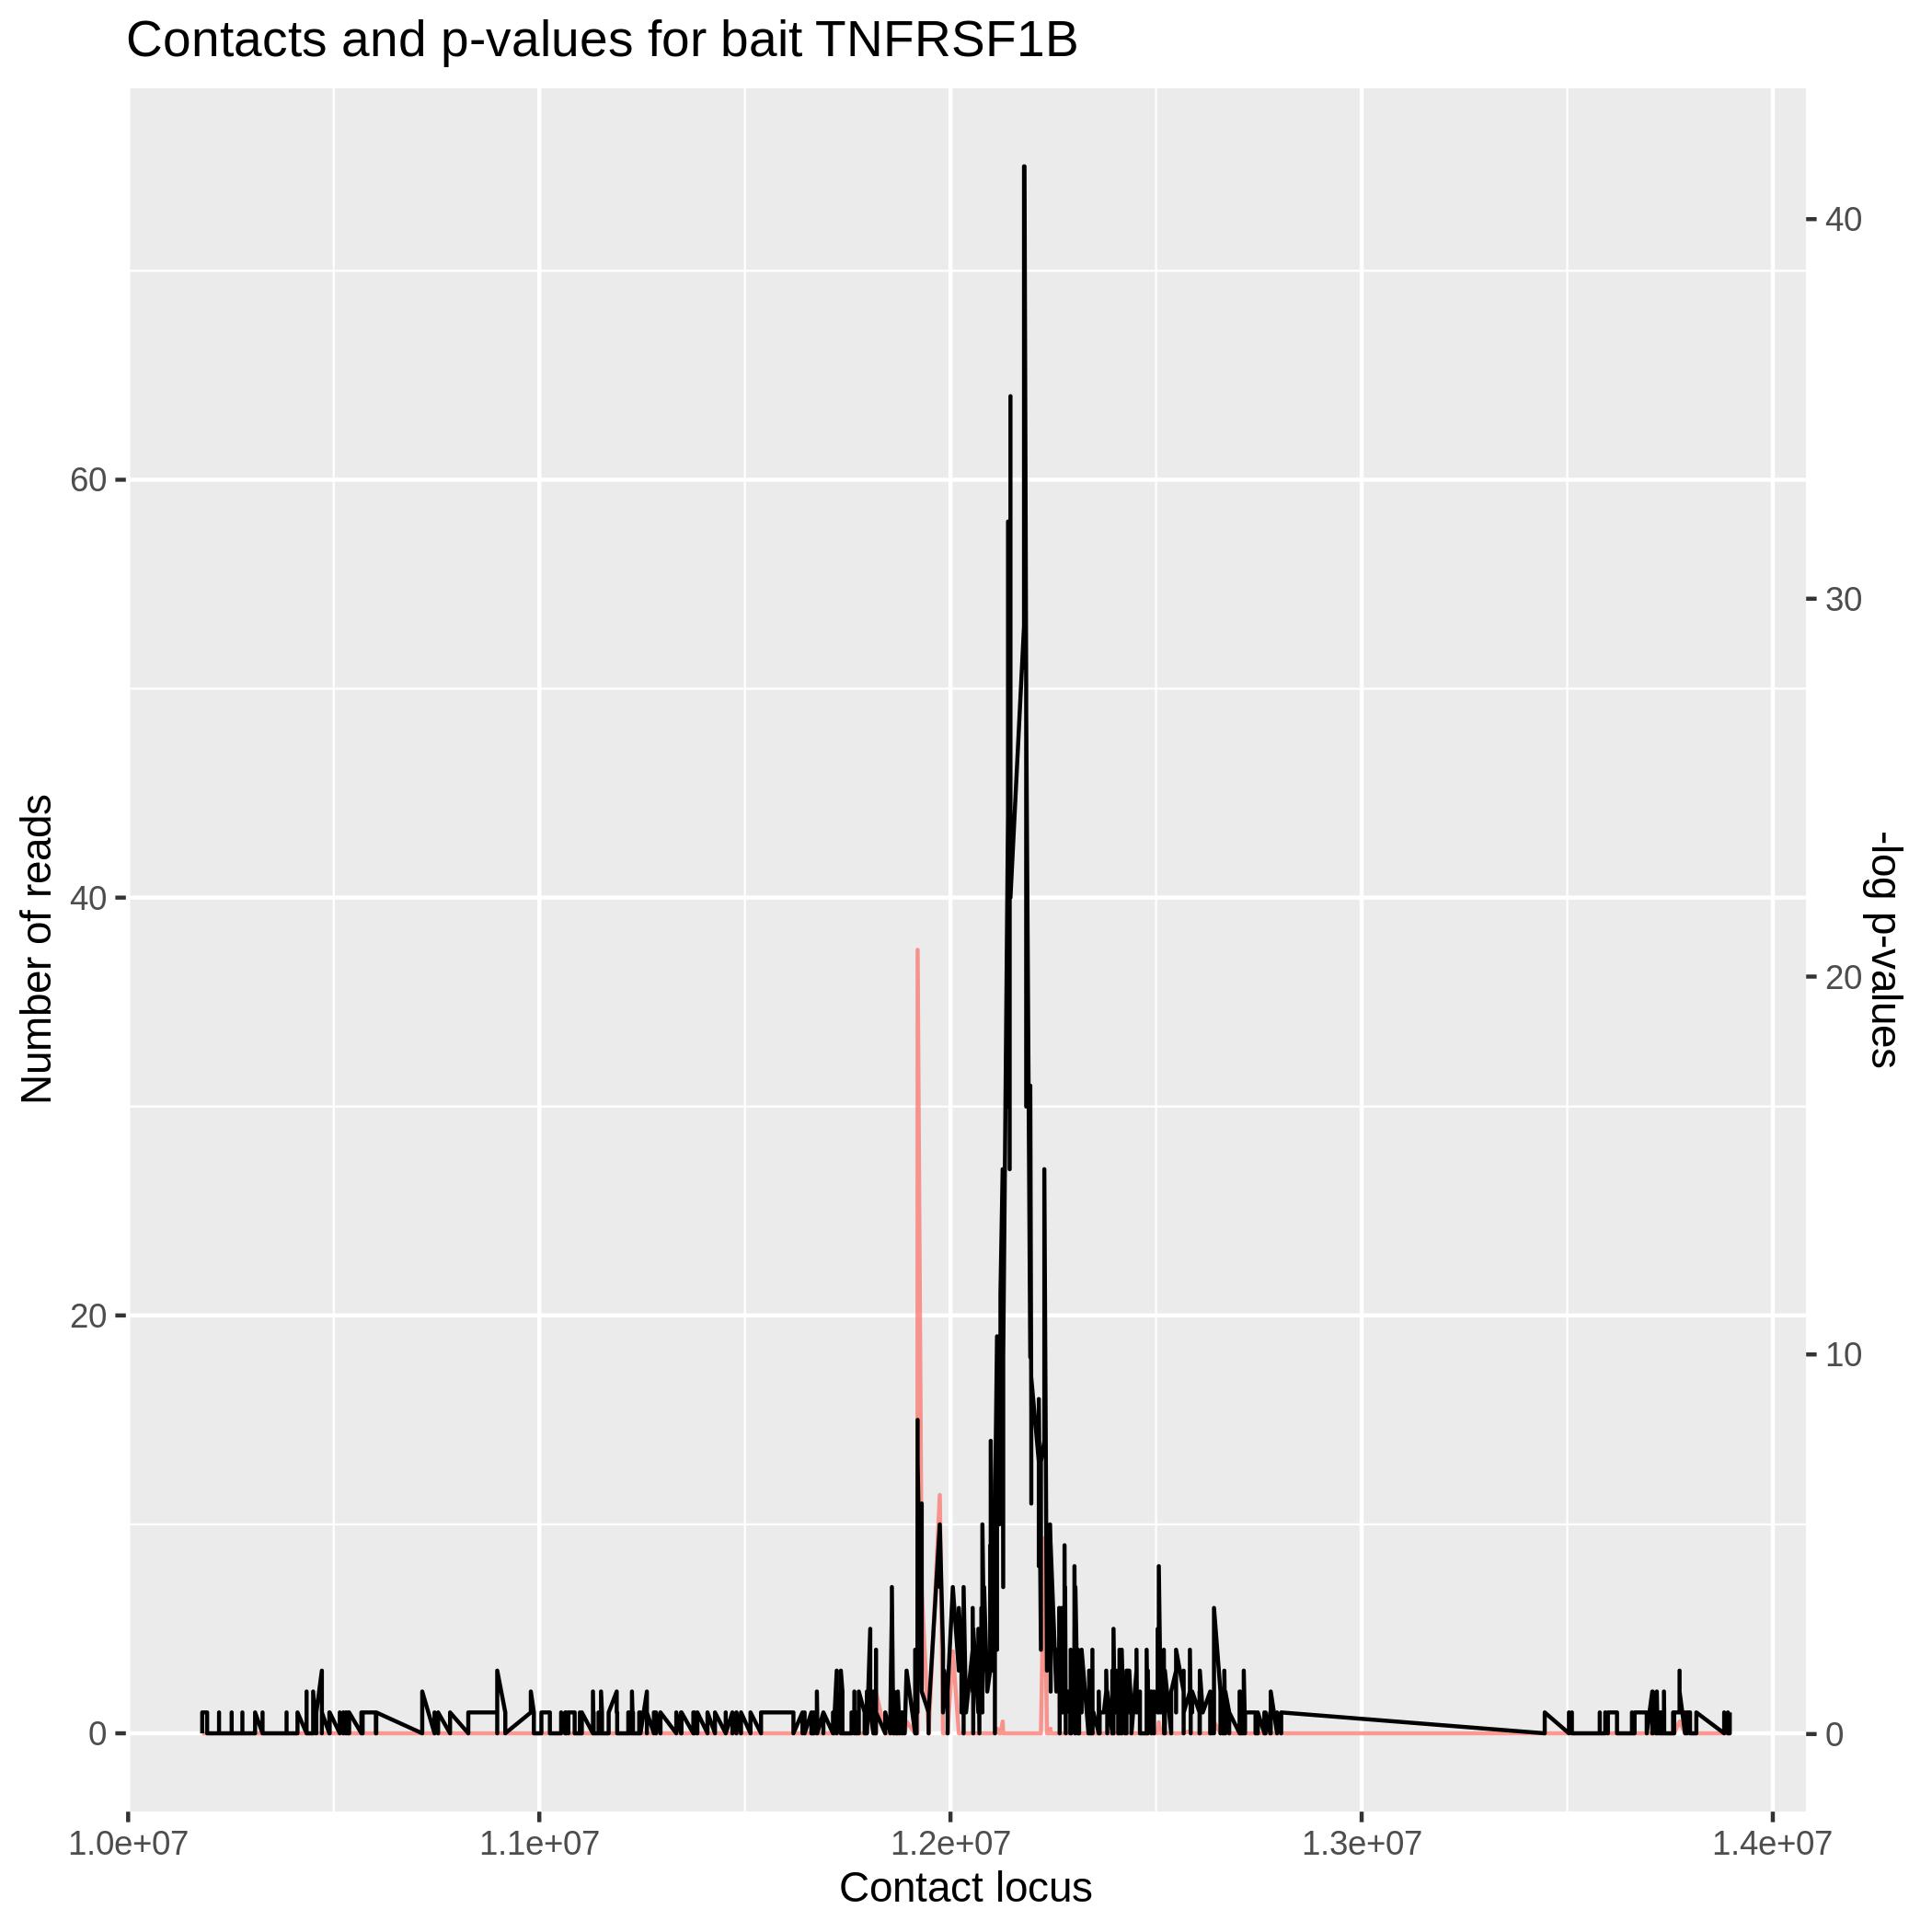 Contacts and p-values for bait TNFRSF1B
Number of reads
60
40
20
0
40
30
20
10
0
-log p-values
1.0e+07 1.1e+07 1.2e+07 1.3e+07 1.4e+07
Contact locus